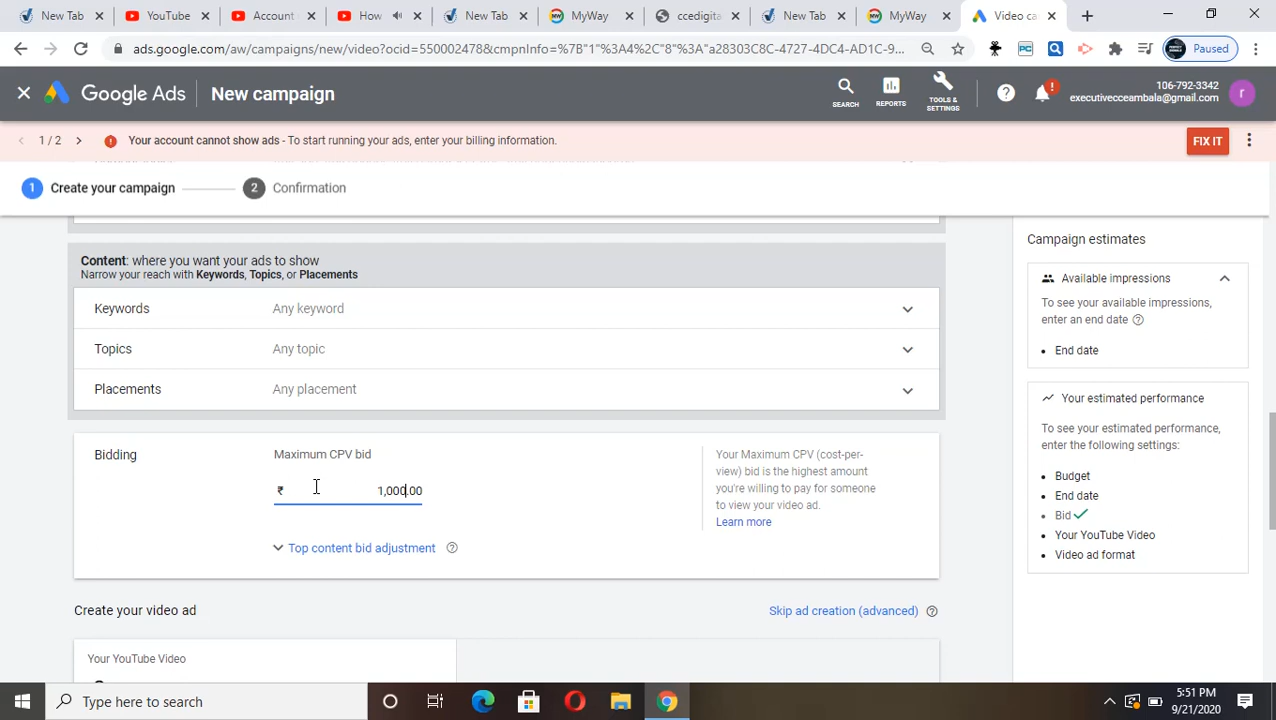 New Tab
YouTube
Account
How
New Tab
MyWay
ccedigital
New Tab
MyWay
Video ca
ads.google.com/aw/campaigns/new/video?ocid=550002478&cmpnInfo=%7B"1"%3A4%2C"8"%3A"a28303C8C-4727-4DC4-AD1C-9...
Paused
Google Ads
New campaign
SEARCH
REPORTS
TOOLS & SETTINGS
106-792-3342
executivecceambala@gmail.com
r
1 / 2
Your account cannot show ads - To start running your ads, enter your billing information.
FIX IT
1 Create your campaign
2 Confirmation
Content: where you want your ads to show
Narrow your reach with Keywords, Topics, or Placements
Keywords Any keyword
Topics Any topic
Placements Any placement
Bidding
Maximum CPV bid
₹ 1,000.00
Top content bid adjustment
Your Maximum CPV (cost-per-
view) bid is the highest amount
you're willing to pay for someone
to view your video ad.
Learn more
Create your video ad
Skip ad creation (advanced)
Your YouTube Video
Campaign estimates
Available impressions
To see your available impressions,
enter an end date
• End date
Your estimated performance
To see your estimated performance,
enter the following settings:
• Budget
• End date
• Bid
• Your YouTube Video
• Video ad format
Type here to search
5:51 PM
9/21/2020